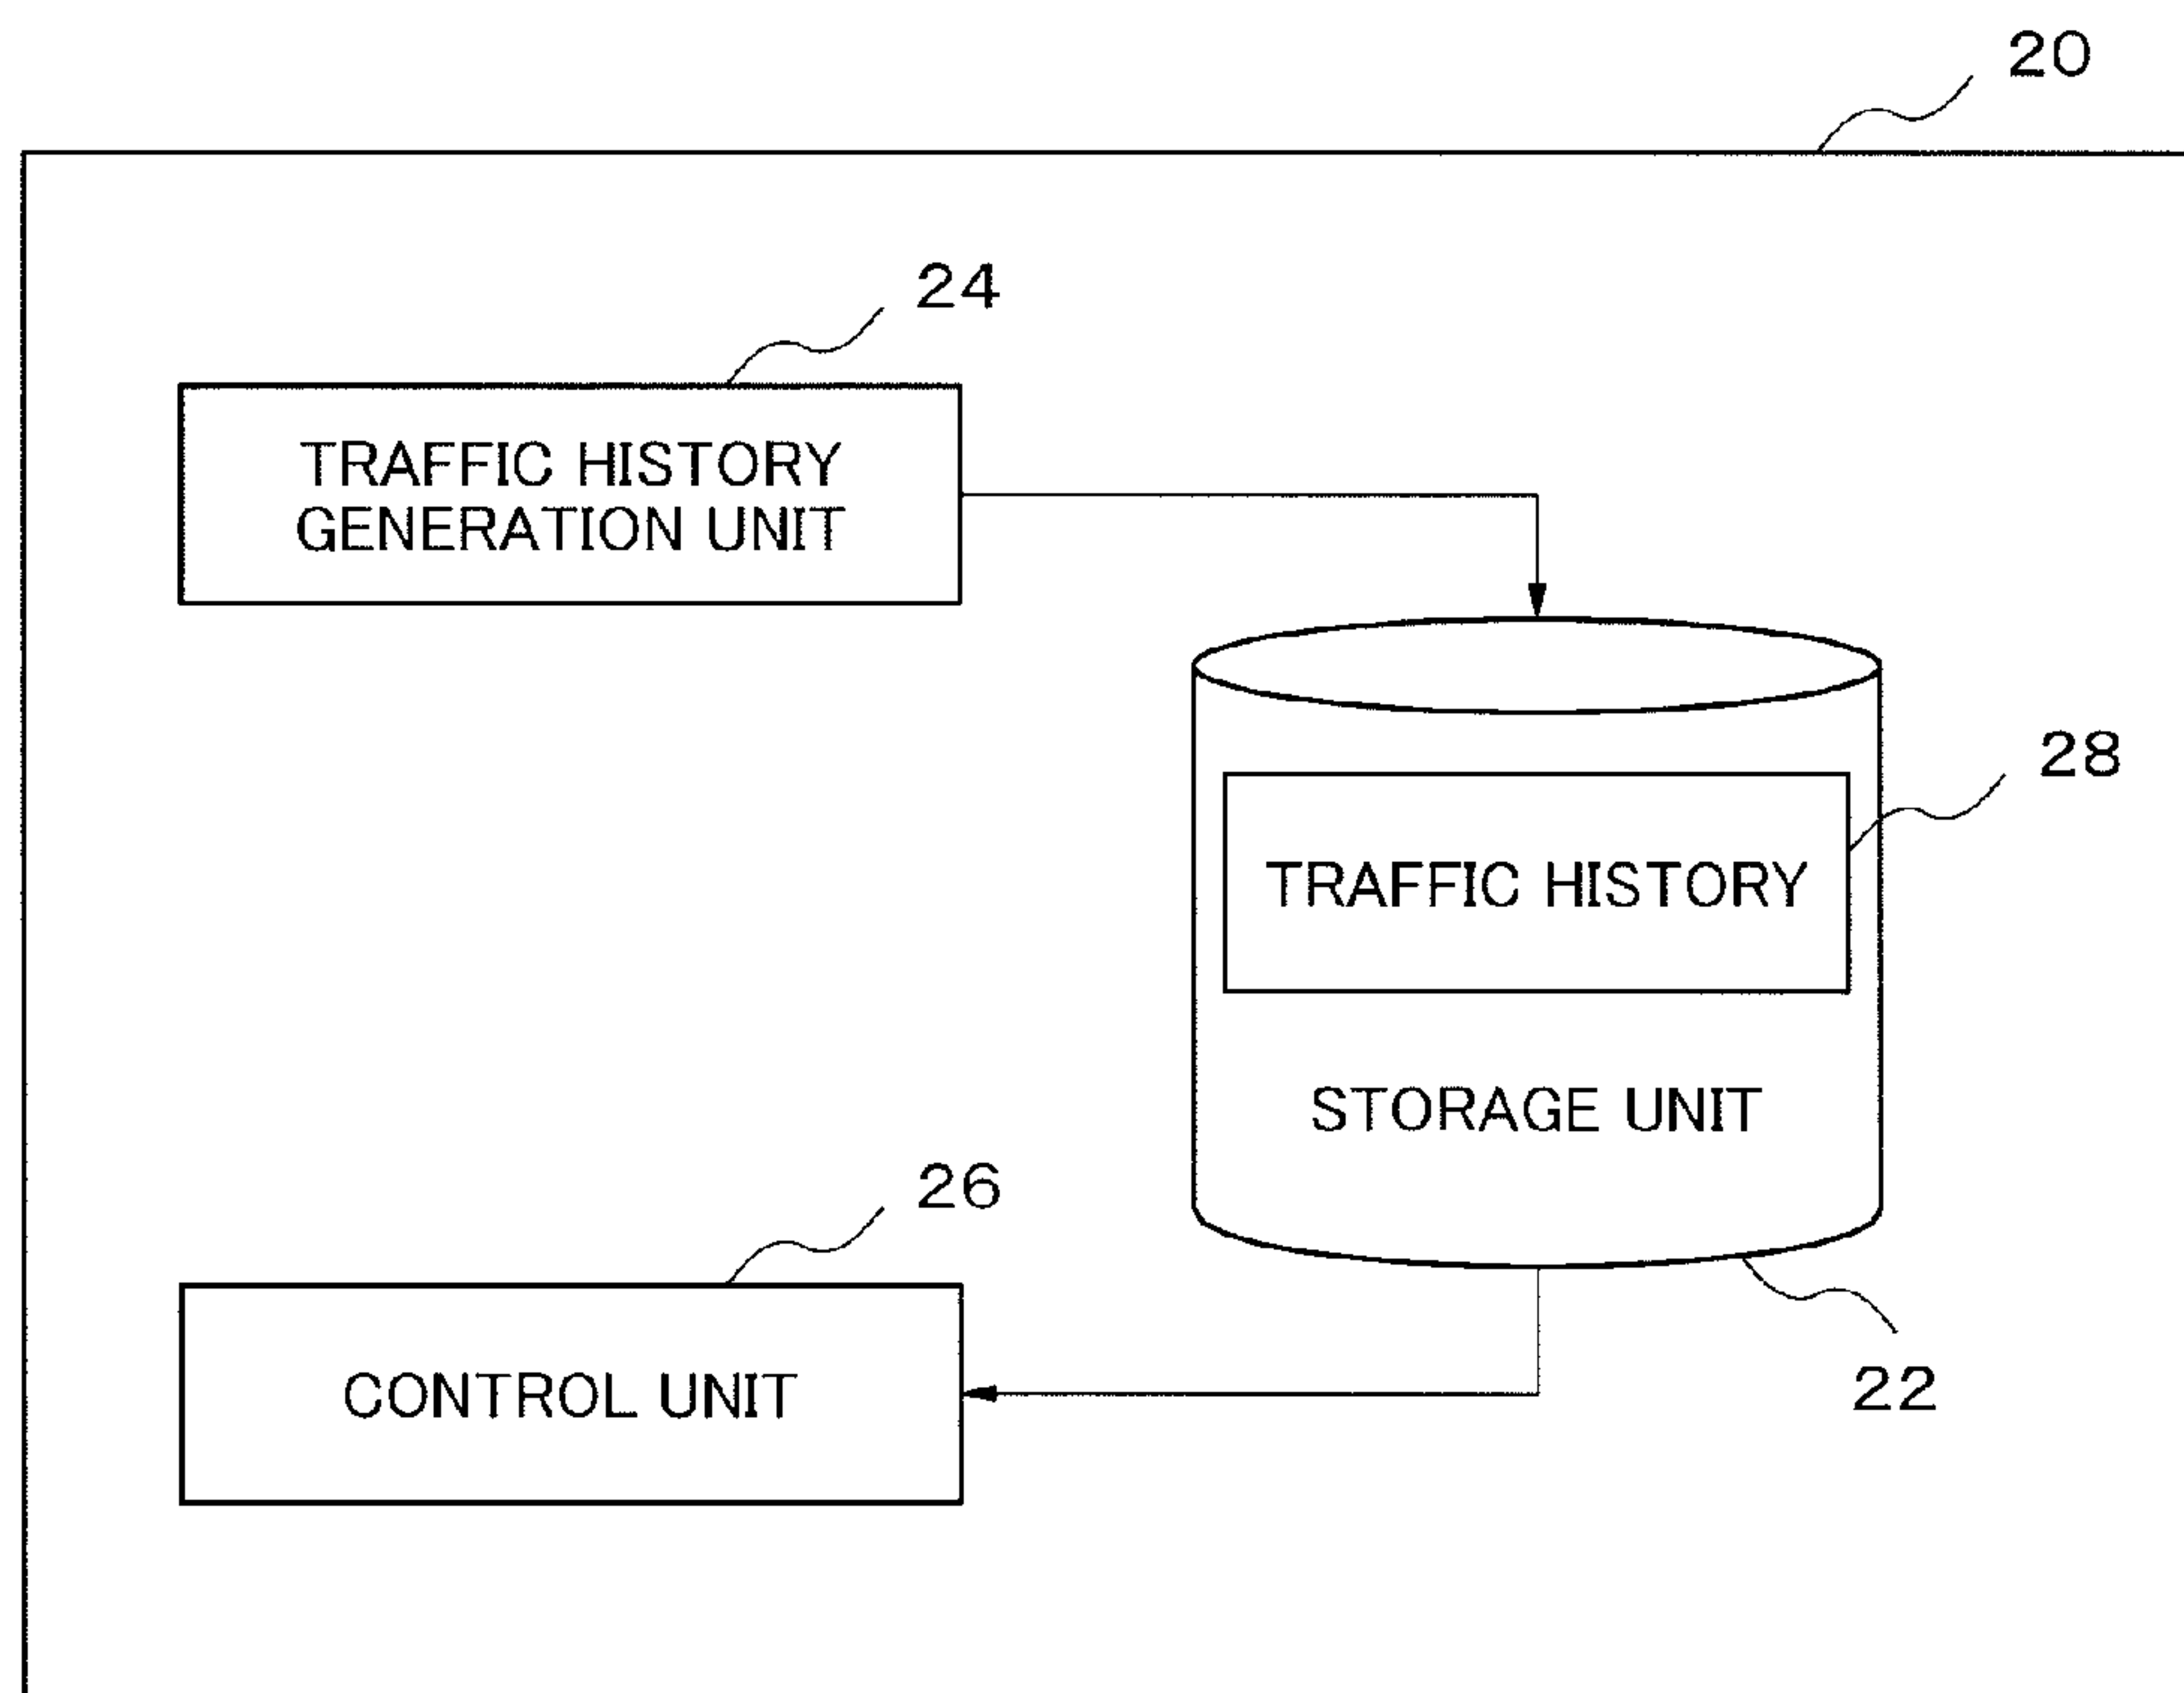 20
24
TRAFFIC HISTORY
GENERATION UNIT
28
TRAFFIC HISTORY
STORAGE UNIT
26
CONTROL UNIT
22